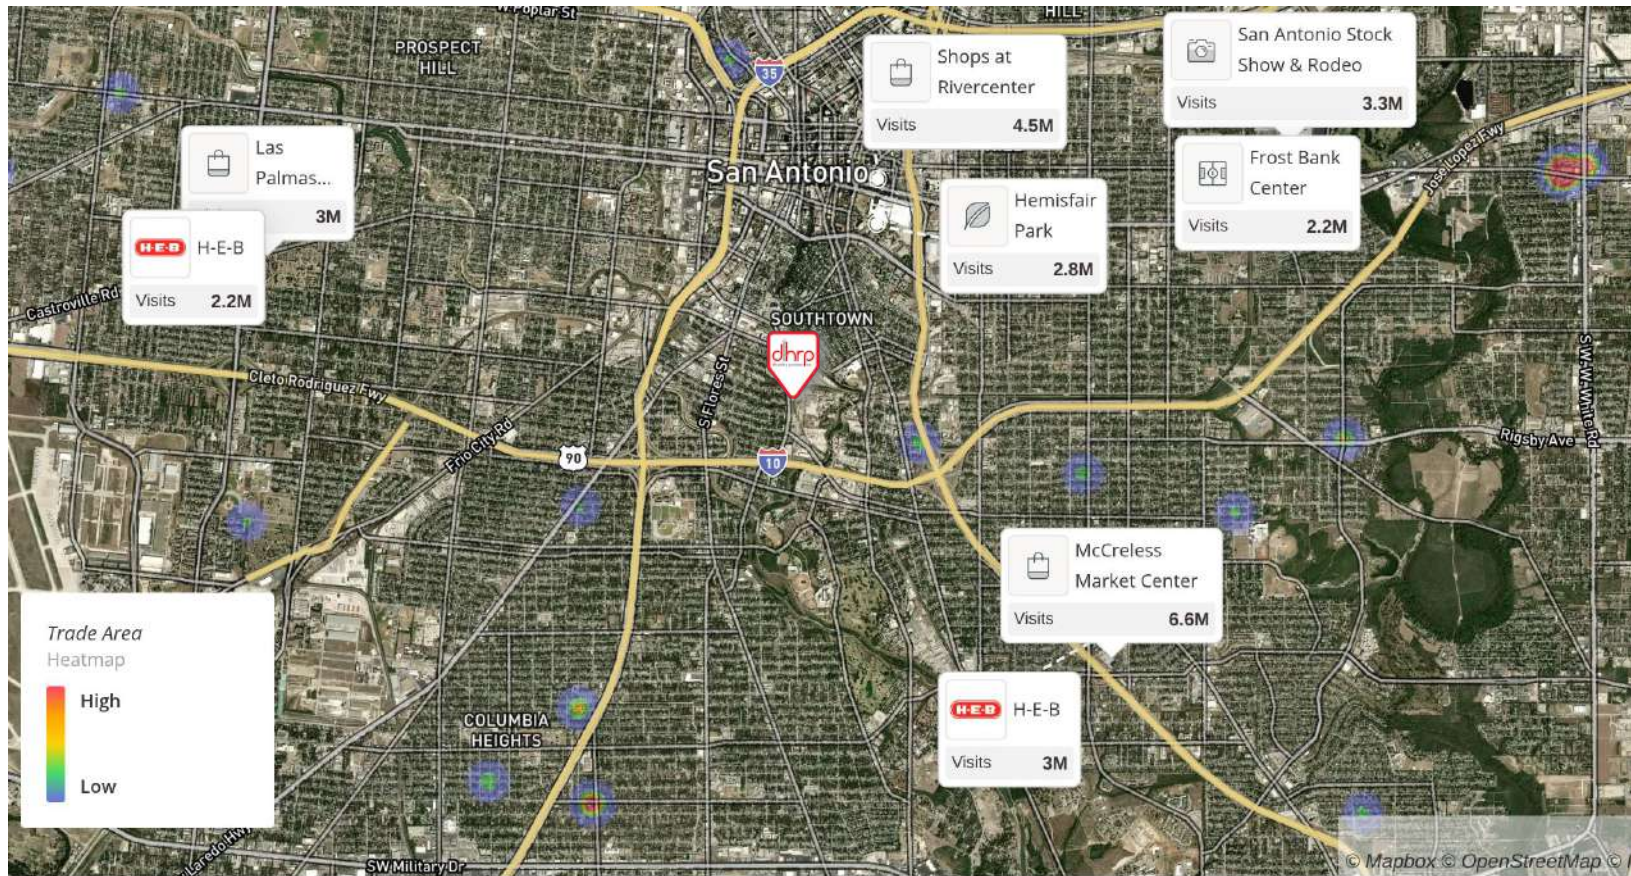 W Poplar St
HILL
PROSPECT
HILL
35
Shops at
Rivercenter
Visits 4.5M
San Antonio Stock
Show & Rodeo
Visits 3.3M
Las
Palmas...
3M
San Antonio
Frost Bank
Center
Visits 2.2M
Jose Lopez Fwy
H-E-B H-E-B
Visits 2.2M
Hemisfair
Park
Visits 2.8M
Castroville Rd
SOUTHTOWN
dhrp
S Flores St
Cleto Rodriguez Fwy
S W-W-White Rd
Frio City Rd
90
10
Rigsby Ave
McCreless
Market Center
Visits 6.6M
Trade Area
Heatmap
High
Low
COLUMBIA
HEIGHTS
H-E-B H-E-B
Visits 3M
Laredo Hwy
SW Military Dr
© Mapbox © OpenStreetMap ©